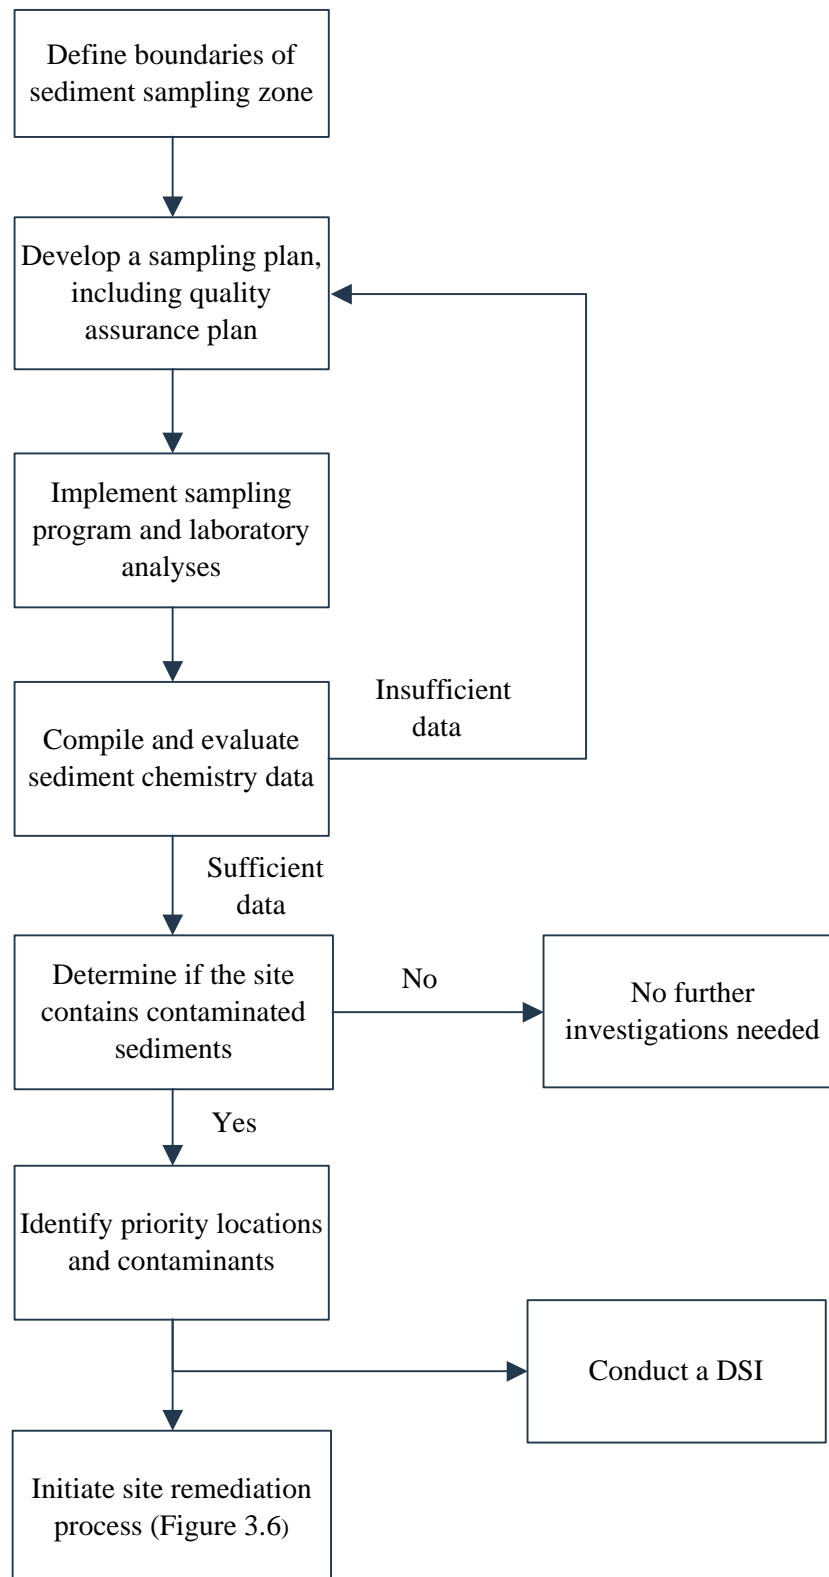 Define boundaries of
sediment sampling zone
Develop a sampling plan,
including quality
assurance plan
Implement sampling
program and laboratory
analyses
Insufficient
data
Compile and evaluate
sediment chemistry data
Sufficient
data
Determine if the site
contains contaminated
sediments
No
No further
investigations needed
Yes
Identify priority locations
and contaminants
Conduct a DSI
Initiate site remediation
process (Figure 3.6)